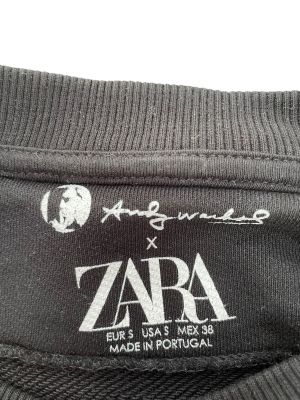 Andy Warhol
x
ZARA
EUR S USA S MEX 38
MADE IN PORTUGAL